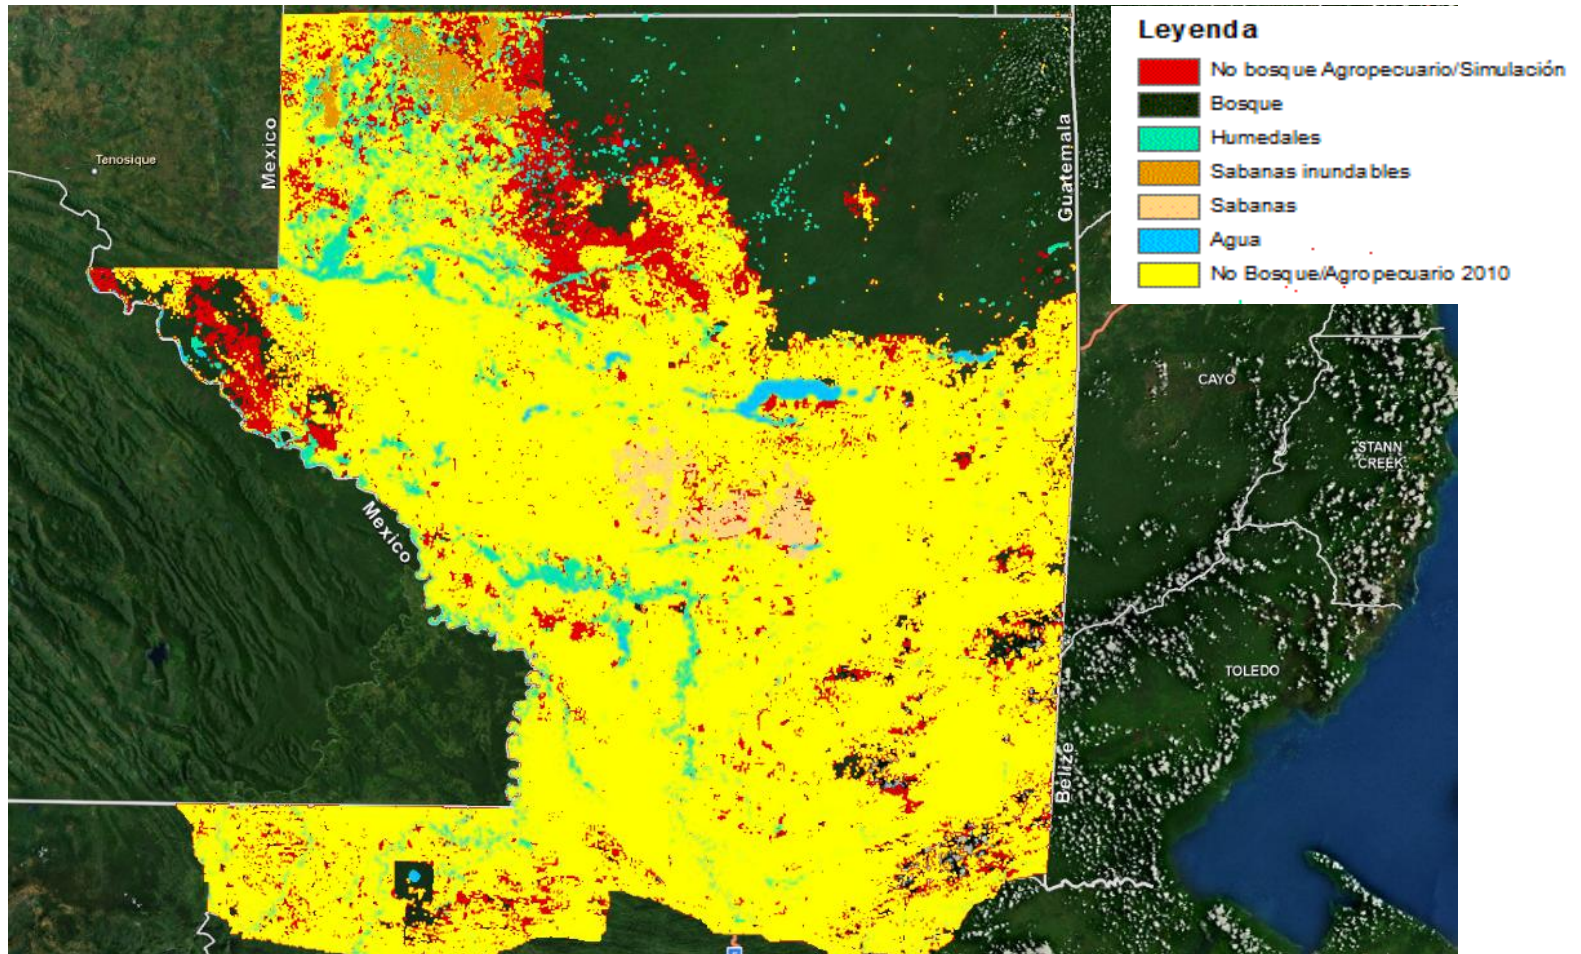 Leyenda
No bosque Agropecuario/Simulación
Bosque
Humedales
Sabanas inundables
Sabanas
Agua
No Bosque/Agropecuario 2010
Tenosique
Mexico
Guatemala
CAYO
STANN
CREEK
Mexico
TOLEDO
Belize